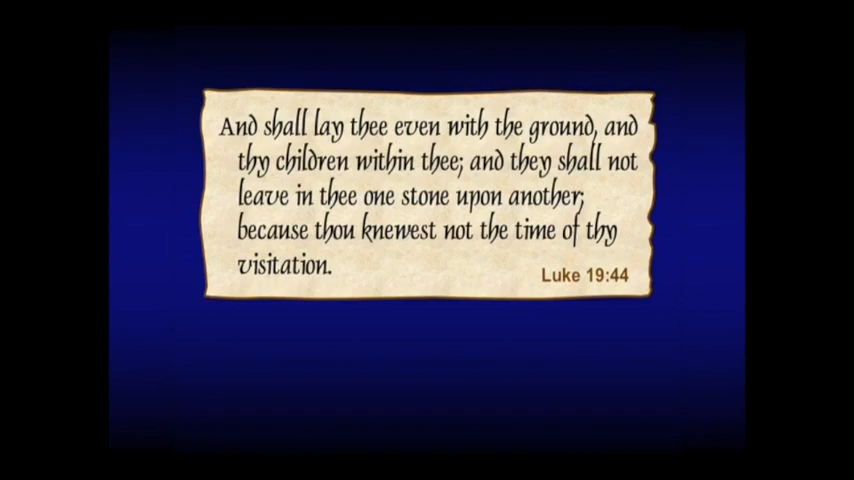 And shall lay thee even with the ground, and
thy children within thee; and they shall not
leave in thee one stone upon another;
because thou knewest not the time of thy
visitation.
Luke 19:44